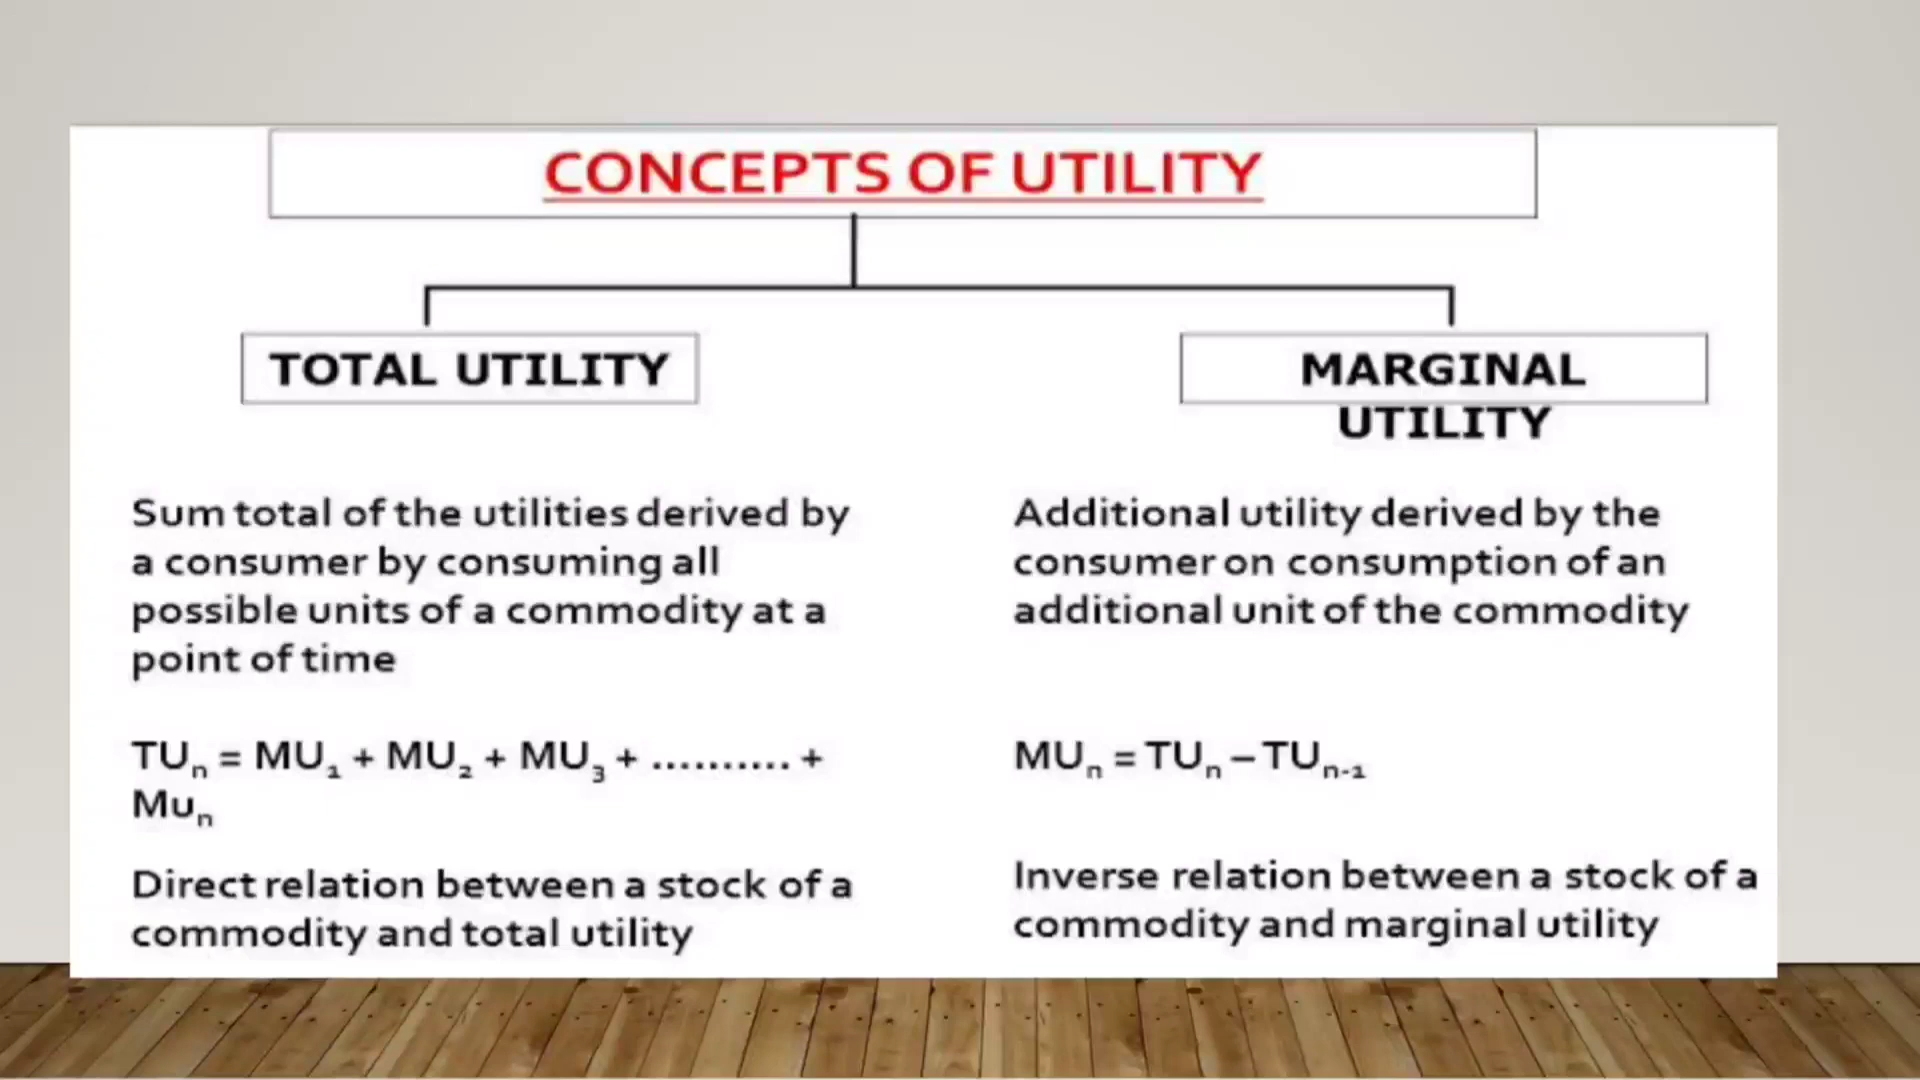 CONCEPTS OF UTILITY
TOTAL UTILITY
Sum total of the utilities derived by
a consumer by consuming all
possible units of a commodity at a
point of time
TUₙ = MU₁ + MU₂ + MU₃ + .......... +
Muₙ
Direct relation between a stock of a
commodity and total utility
MARGINAL
UTILITY
Additional utility derived by the
consumer on consumption of an
additional unit of the commodity
MUₙ = TUₙ – TUₙ₋₁
Inverse relation between a stock of a
commodity and marginal utility